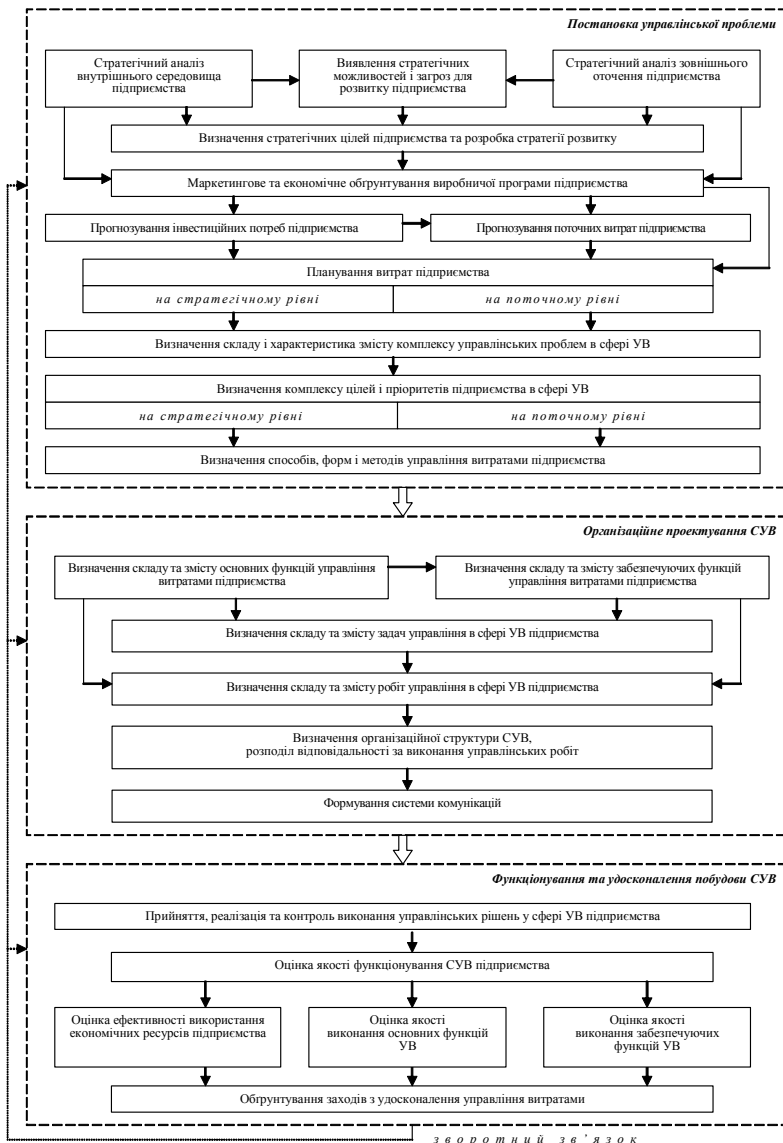 Постановка управлінської проблеми
Стратегічний аналіз
внутрішнього середовища
підприємства
Виявлення стратегічних
можливостей і загроз для
розвитку підприємства
Стратегічний аналіз зовнішнього
оточення підприємства
Визначення стратегічних цілей підприємства та розробка стратегії розвитку
Маркетингове та економічне обґрунтування виробничої програми підприємства
Прогнозування інвестиційних потреб підприємства
Прогнозування поточних витрат підприємства
Планування витрат підприємства
на стратегічному рівні
на поточному рівні
Визначення складу і характеристика змісту комплексу управлінських проблем в сфері УВ
Визначення комплексу цілей і пріоритетів підприємства в сфері УВ
на стратегічному рівні
на поточному рівні
Визначення способів, форм і методів управління витратами підприємства
Організаційне проектування СУВ
Визначення складу та змісту основних функцій управління
витратами підприємства
Визначення складу та змісту забезпечуючих функцій
управління витратами підприємства
Визначення складу та змісту задач управління в сфері УВ підприємства
Визначення складу та змісту робіт управління в сфері УВ підприємства
Визначення організаційної структури СУВ,
розподіл відповідальності за виконання управлінських робіт
Формування системи комунікацій
Функціонування та удосконалення побудови СУВ
Прийняття, реалізація та контроль виконання управлінських рішень у сфері УВ підприємства
Оцінка якості функціонування СУВ підприємства
Оцінка ефективності використання
економічних ресурсів підприємства
Оцінка якості
виконання основних функцій
УВ
Оцінка якості
виконання забезпечуючих
функцій УВ
Обґрунтування заходів з удосконалення управління витратами
зворотний зв’язок